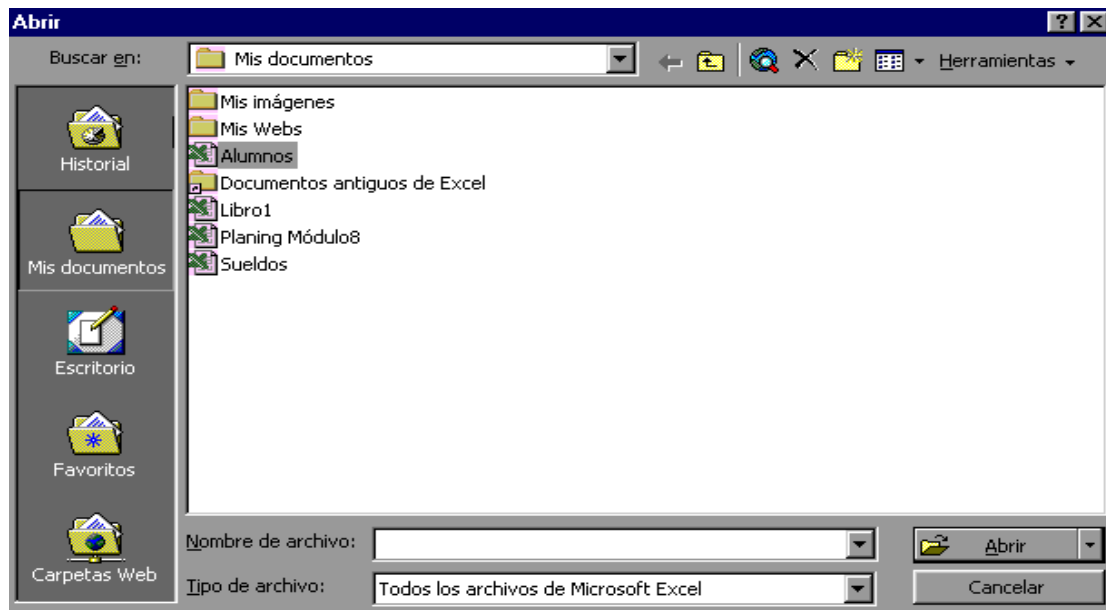 Abrir
Buscar en: Mis documentos Herramientas
Historial
Mis documentos
Escritorio
Favoritos
Carpetas Web
Mis imágenes
Mis Webs
Alumnos
Documentos antiguos de Excel
Libro1
Planing Módulo8
Sueldos
Nombre de archivo: Abrir
Tipo de archivo: Todos los archivos de Microsoft Excel Cancelar